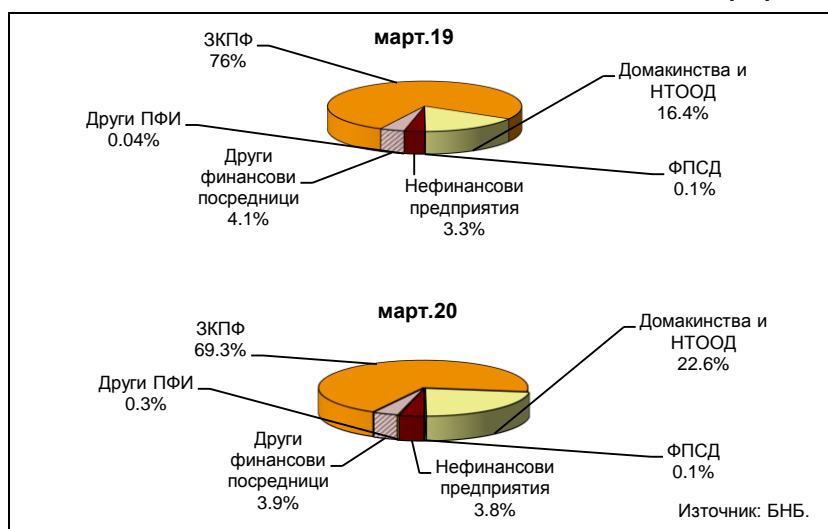 март.19
ЗКПФ
76%
Домакинства и
НТООД
16.4%
Други ПФИ
0.04%
Други
финансови
посредници
4.1%
Нефинансови
предприятия
3.3%
ФПСД
0.1%
март.20
ЗКПФ
69.3%
Домакинства и
НТООД
22.6%
Други ПФИ
0.3%
Други
финансови
посредници
3.9%
Нефинансови
предприятия
3.8%
ФПСД
0.1%
Източник: БНБ.